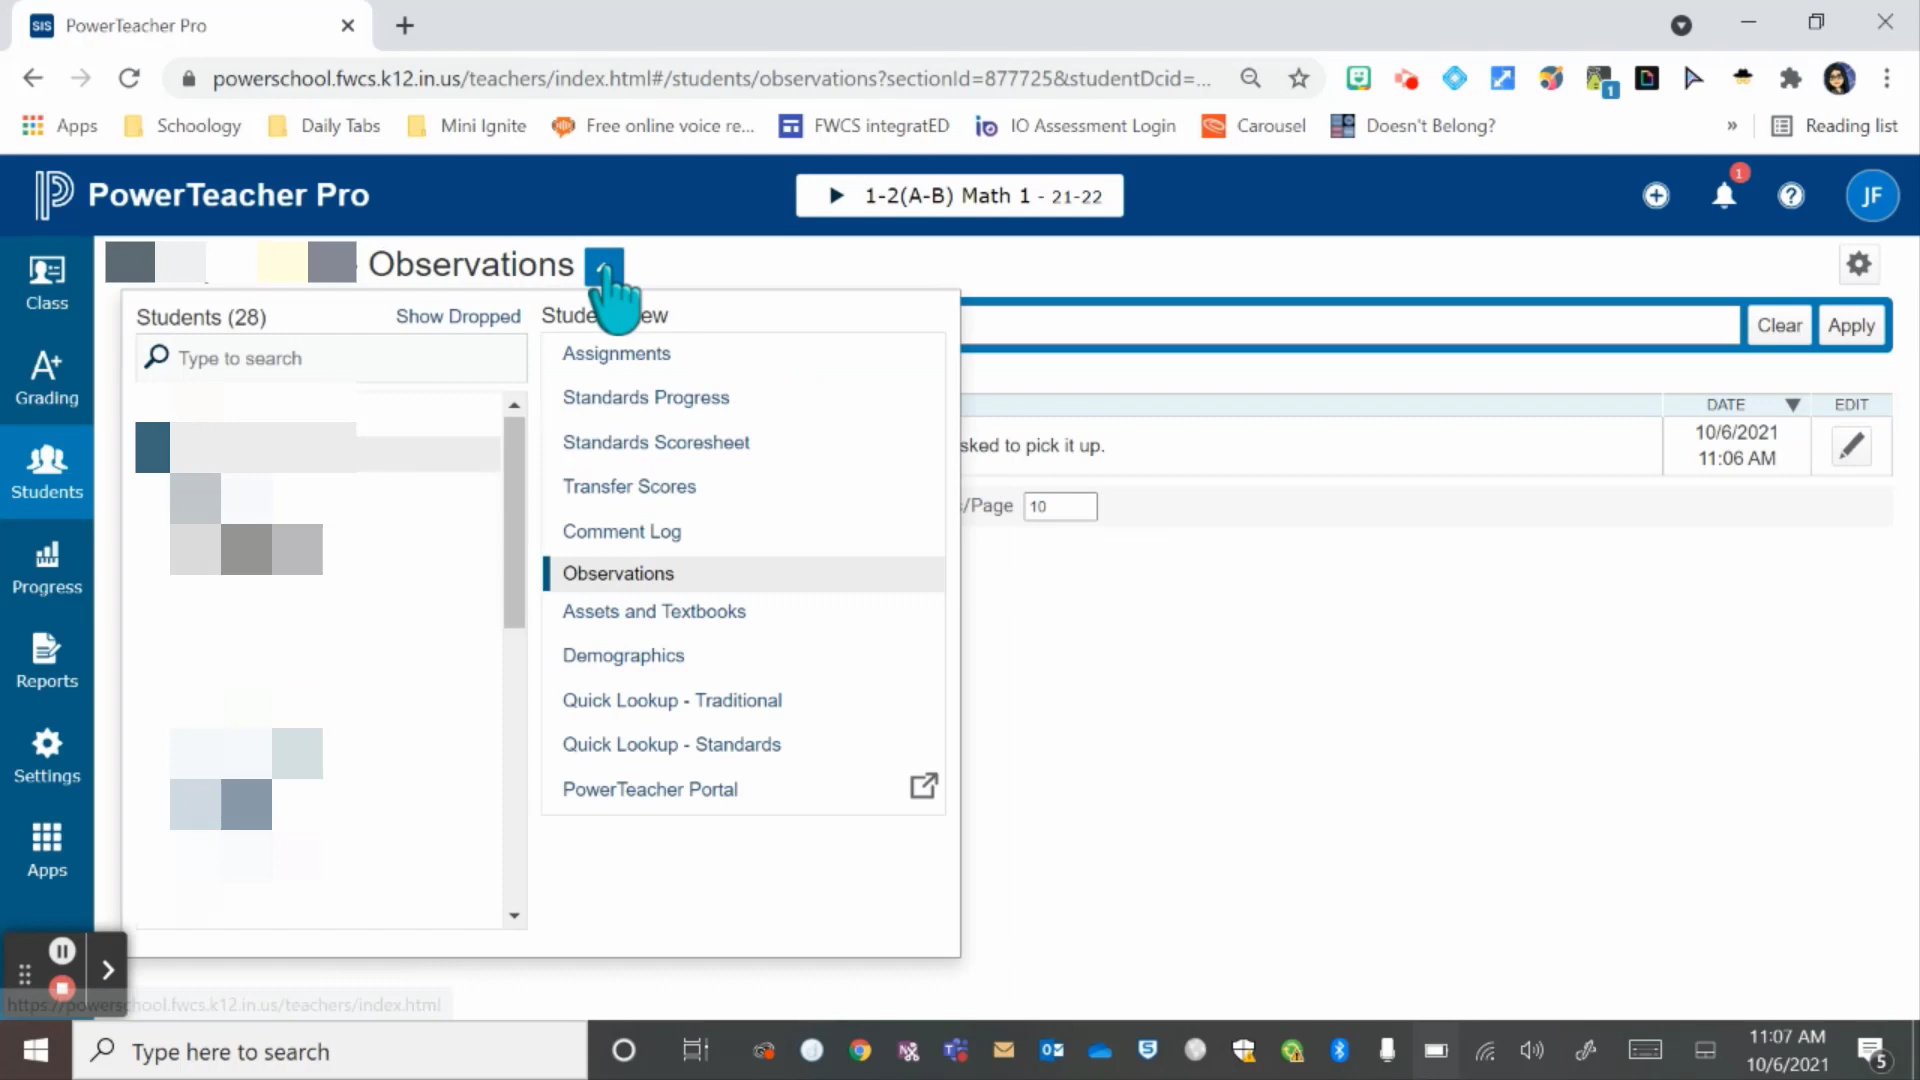 SIS PowerTeacher Pro
powerschool.fwcs.k12.in.us/teachers/index.html#/students/observations?sectionId=877725&studentDcid=...
1
Apps Schoology Daily Tabs Mini Ignite Free online voice re... FWCS integratED IO Assessment Login Carousel Doesn't Belong? » Reading list
PowerTeacher Pro
1-2(A-B) Math 1 - 21-22
1
JF
Class
Grading
Students
Progress
Reports
Settings
Apps
Observations
Students (28)
Show Dropped
Type to search
Assignments
Standards Progress
Standards Scoresheet
Transfer Scores
Comment Log
Observations
Assets and Textbooks
Demographics
Quick Lookup - Traditional
Quick Lookup - Standards
PowerTeacher Portal
Clear
Apply
DATE EDIT
sked to pick it up.
10/6/2021
11:06 AM
/Page 10
https://powerschool.fwcs.k12.in.us/teachers/index.html
Type here to search
11:07 AM
10/6/2021
5